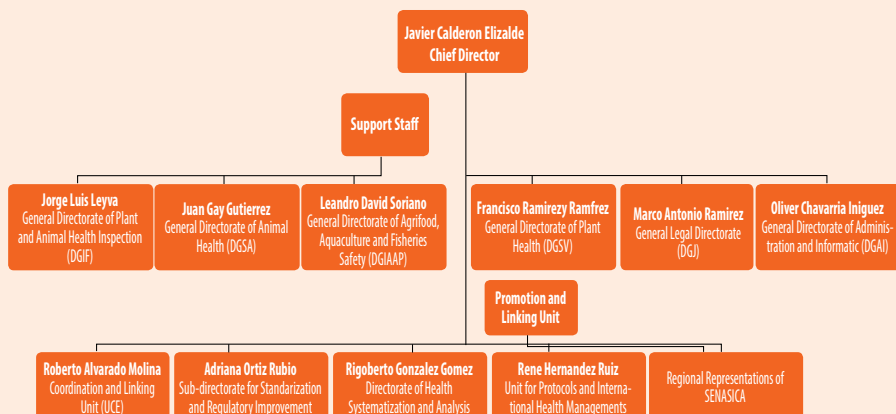 Javier Calderon Elizalde
Chief Director
Support Staff
Jorge Luis Leyva
General Directorate of Plant
and Animal Health Inspection
(DGIF)
Juan Gay Gutierrez
General Directorate of Animal
Health (DGSA)
Leandro David Soriano
General Directorate of Agrifood,
Aquaculture and Fisheries
Safety (DGIAAP)
Francisco Ramirezy Ramfrez
General Directorate of Plant
Health (DGSV)
Marco Antonio Ramirez
General Legal Directorate
(DGJ)
Oliver Chavarria Iniguez
General Directorate of Adminis-
tration and Informatic (DGAI)
Promotion and
Linking Unit
Roberto Alvarado Molina
Coordination and Linking
Unit (UCE)
Adriana Ortiz Rubio
Sub-directorate for Standarization
and Regulatory Improvement
Rigoberto Gonzalez Gomez
Directorate of Health
Systematization and Analysis
Rene Hernandez Ruiz
Unit for Protocols and Interna-
tional Health Managements
Regional Representations of
SENASICA